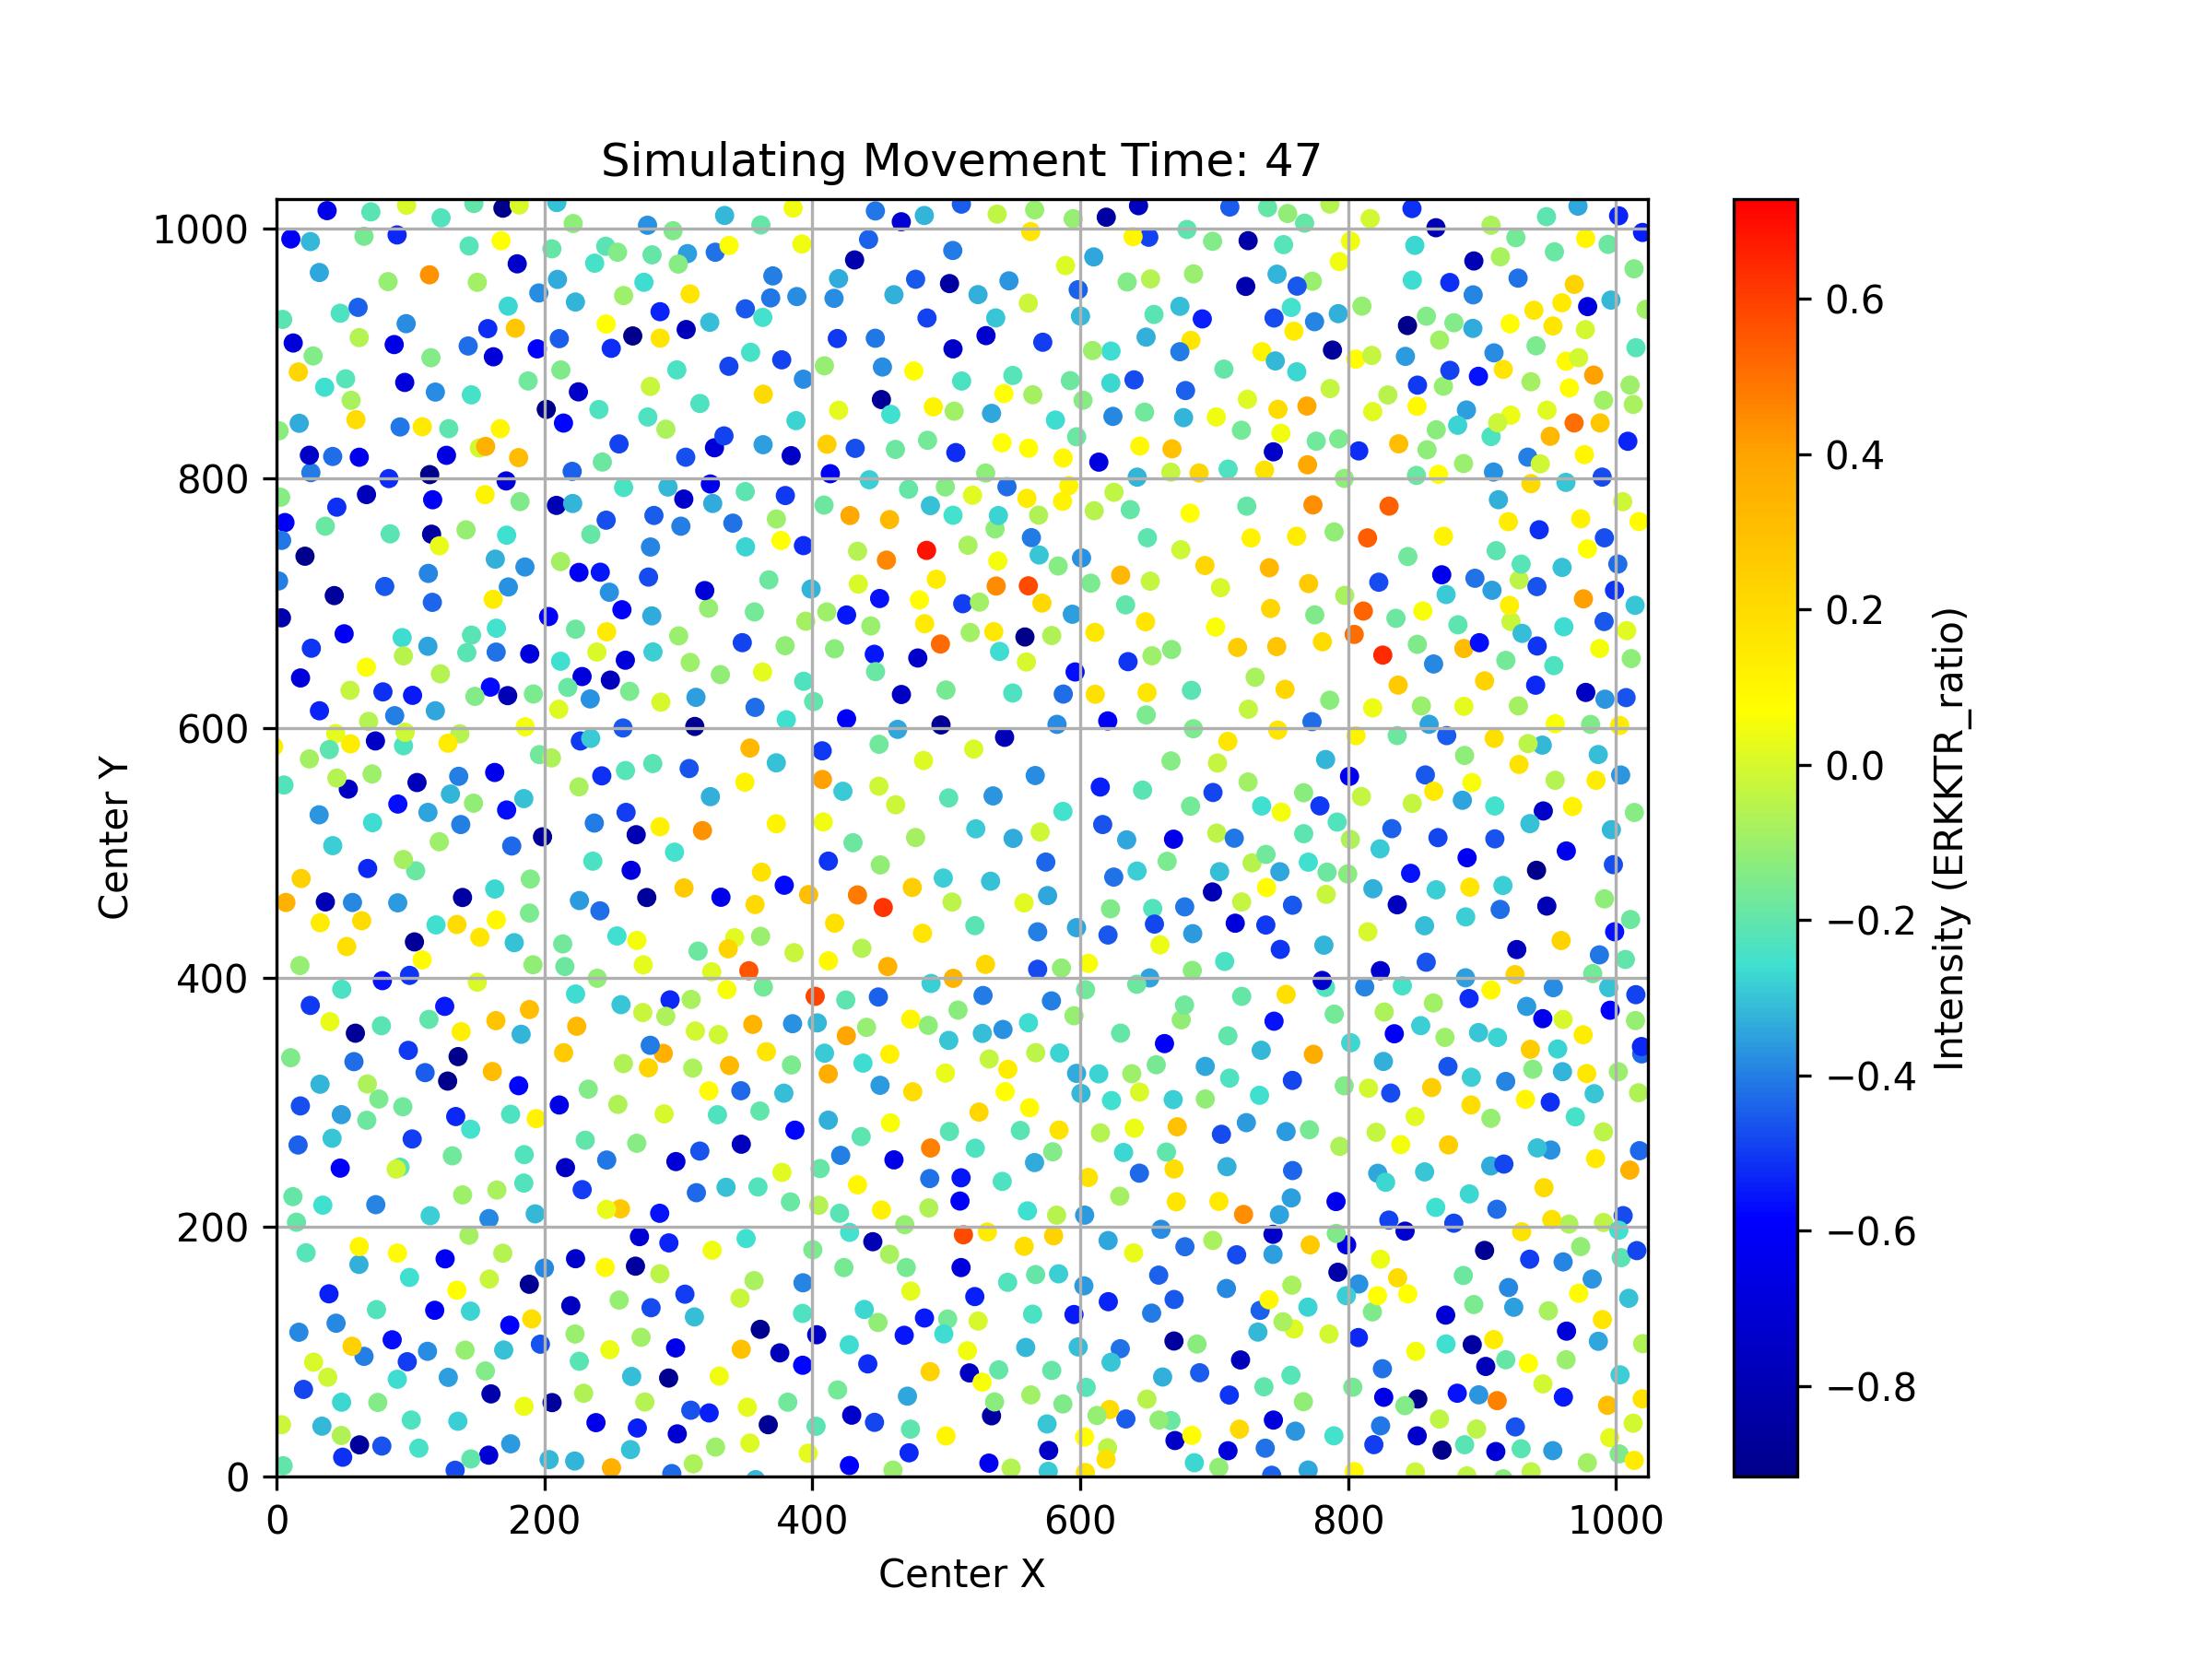 Simulating Movement Time: 47
1000
800
600
400
200
0
Center Y
0 200 400 600 800 1000
Center X
0.6
0.4
0.2
0.0
−0.2
−0.4
−0.6
−0.8
Intensity (ERKKTR_ratio)